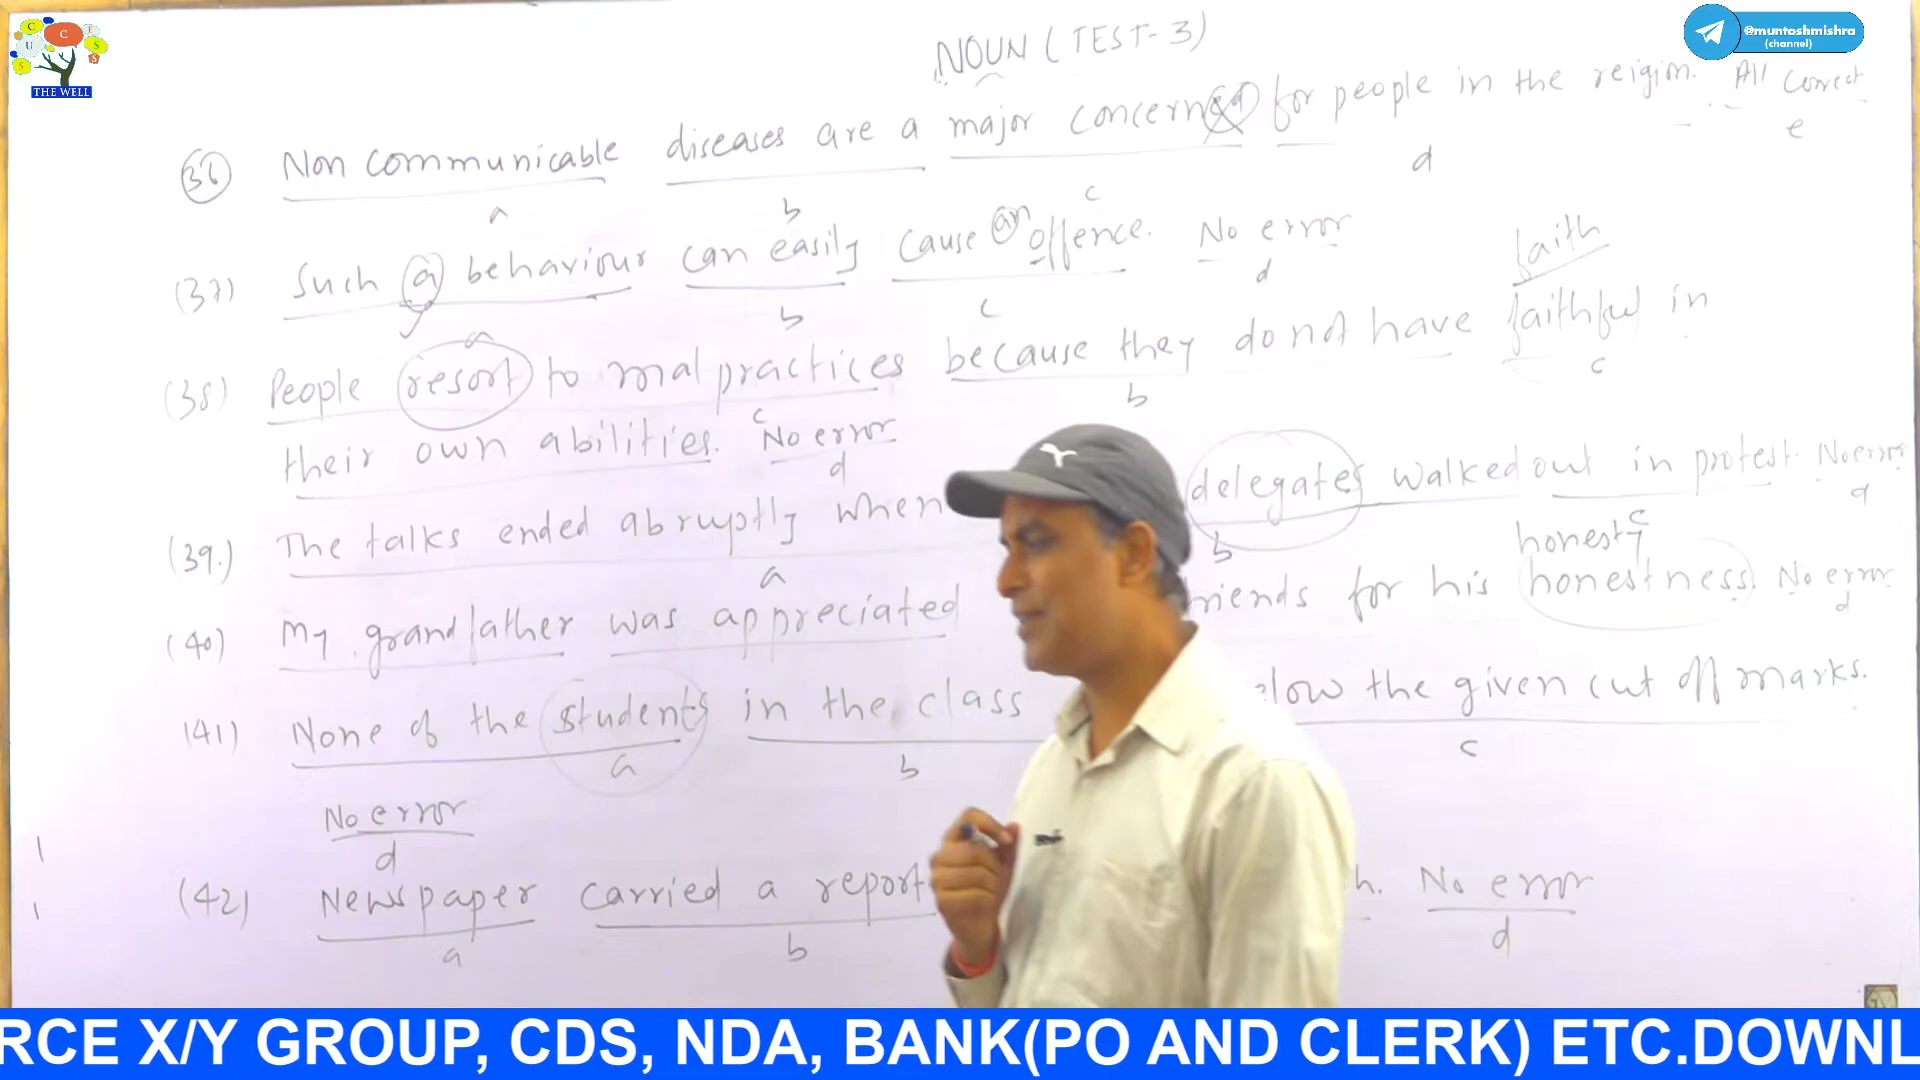 SUCCESS
THE WELL
@muntoshmishra
(channel)
NOUN (TEST-3)
(36) Non communicable diseases are a major concerned for people in the reigion. All Correct
a b c d e
(37) Such a behaviour can easily cause an offence. No error
a b c d
faith
(38) People resort to malpractices because they do not have faithful in
b c
their own abilities. No error
c d
(39.) The talks ended abruptly when delegates walked out in protest. No error
a b c d
honesty
(40) My grandfather was appreciated riends for his honestness. No error
d
(41) None of the students in the class low the given cut off marks.
a b c
No error
d
(42) Newspaper carried a report h. No error
a b d
RCE X/Y GROUP, CDS, NDA, BANK(PO AND CLERK) ETC.DOWNL